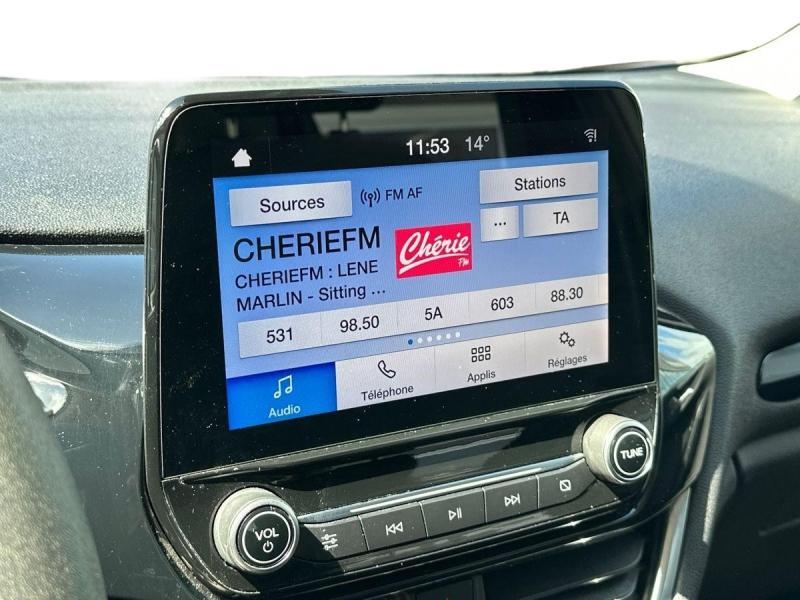 11:53 14°
Sources FM AF Stations
... TA
CHERIEFM
CHERIEFM : LENE
MARLIN - Sitting ...
Chérie
FM
531 98.50 5A 603 88.30
Audio Téléphone Applis Réglages
VOL TUNE